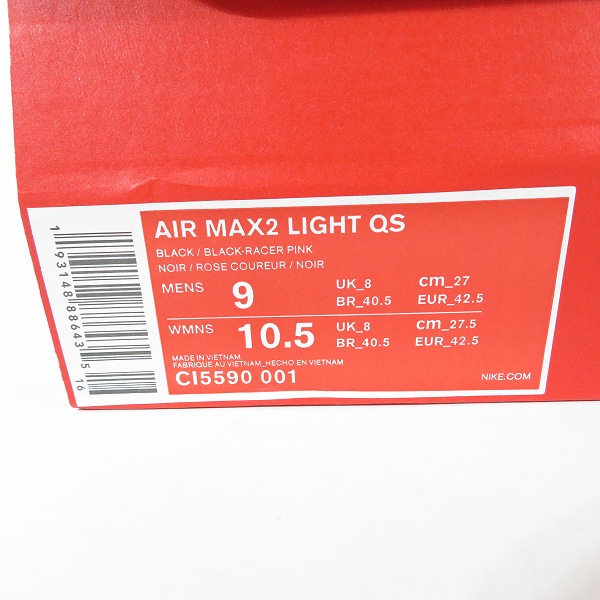 AIR MAX2 LIGHT QS
BLACK / BLACK-RACER PINK
NOIR / ROSE COUREUR / NOIR
MENS 9 UK_8 cm_27
BR_40.5 EUR_42.5
WMNS 10.5 UK_8 cm_27.5
BR_40.5 EUR_42.5
MADE IN VIETNAM
FABRIQUE AU VIETNAM_HECHO EN VIETNAM
CI5590 001
NIKE.COM
1 93148 88643 5 16